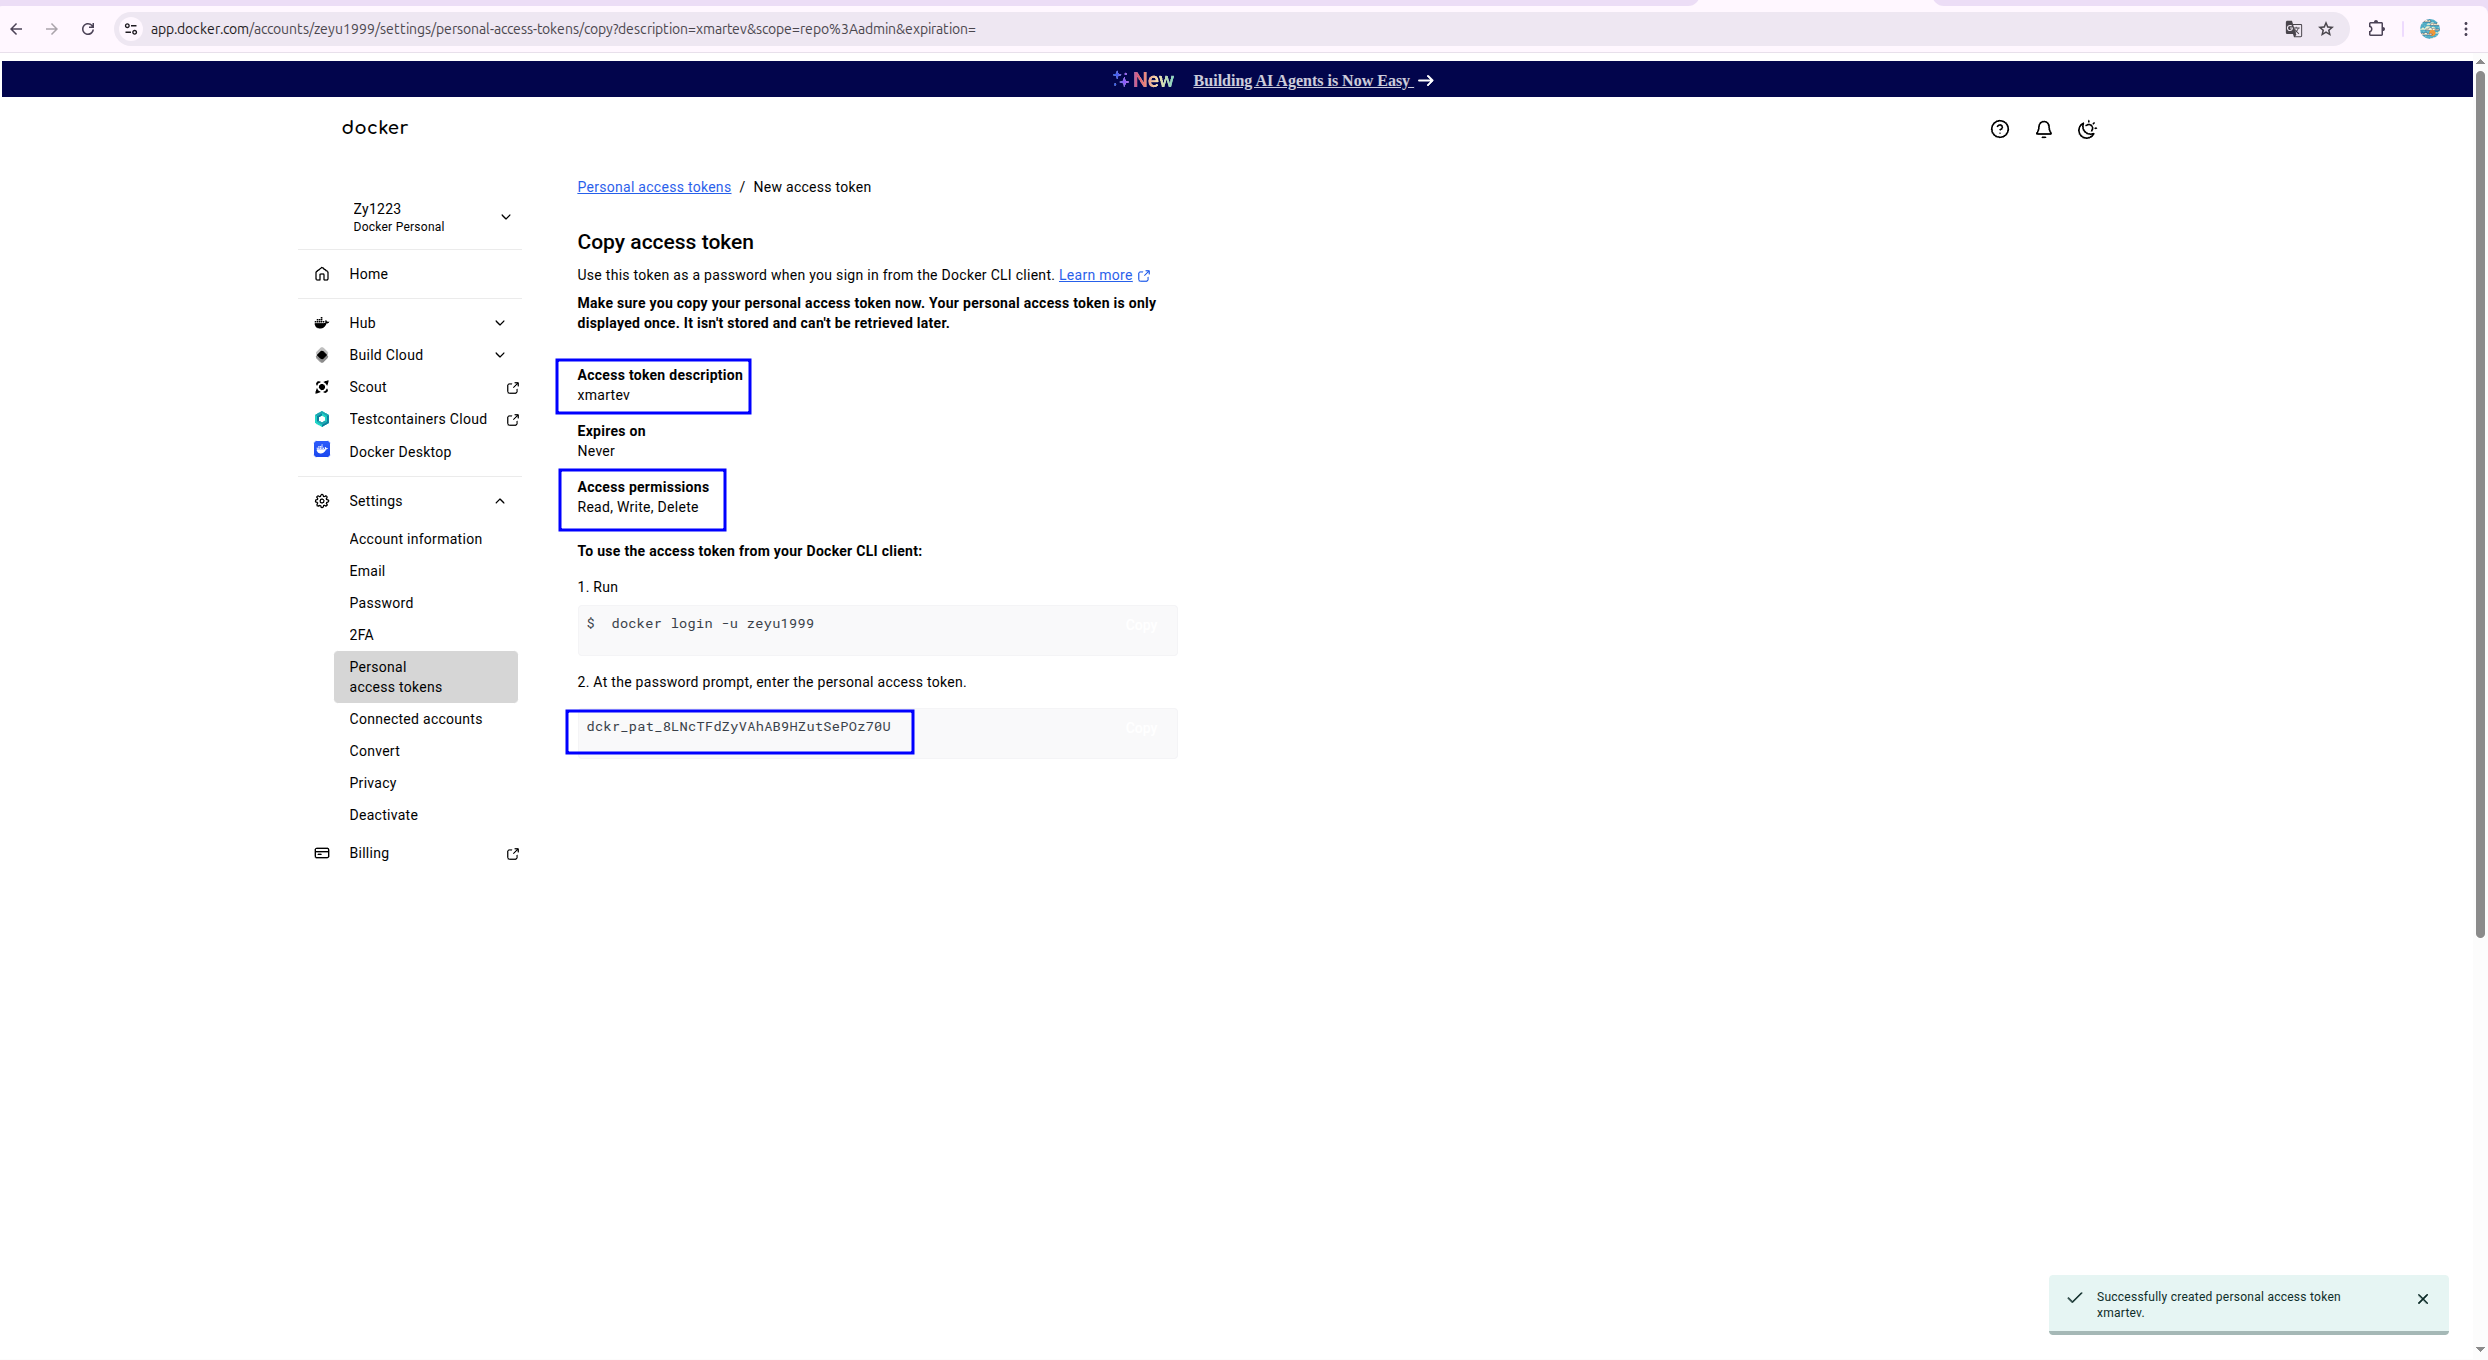 app.docker.com/accounts/zeyu1999/settings/personal-access-tokens/copy?description=xmartev&scope=repo%3Aadmin&expiration=
New Building AI Agents is Now Easy
docker
Personal access tokens / New access token
Zy1223
Docker Personal
Home
Hub
Build Cloud
Scout
Testcontainers Cloud
Docker Desktop
Settings
Account information
Email
Password
2FA
Personal
access tokens
Connected accounts
Convert
Privacy
Deactivate
Billing
Copy access token
Use this token as a password when you sign in from the Docker CLI client. Learn more
Make sure you copy your personal access token now. Your personal access token is only
displayed once. It isn't stored and can't be retrieved later.
Access token description
xmartev
Expires on
Never
Access permissions
Read, Write, Delete
To use the access token from your Docker CLI client:
1. Run
$ docker login -u zeyu1999
Copy
2. At the password prompt, enter the personal access token.
dckr_pat_8LNcTFdZyVAhAB9HZutSePOz70U
Copy
Successfully created personal access token
xmartev.